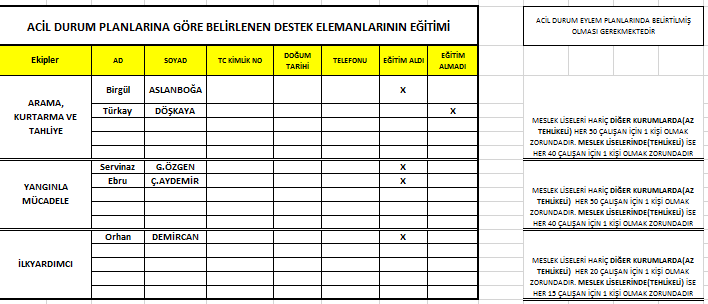 ACİL DURUM PLANLARINA GÖRE BELİRLENEN DESTEK ELEMANLARININ EĞİTİMİ
ACİL DURUM EYLEM PLANLARINDA BELİRTİLMİŞ
OLMASI GEREKMEKTEDİR
Ekipler AD SOYAD TC KİMLİK NO DOĞUM TARİHİ TELEFONU EĞİTİM ALDI EĞİTİM ALMADI
ARAMA,
KURTARMA VE
TAHLİYE
Birgül ASLANBOĞA X
Türkay DÖŞKAYA X
MESLEK LİSELERİ HARİÇ DİĞER KURUMLARDA(AZ
TEHLİKELİ) HER 50 ÇALIŞAN İÇİN 1 KİŞİ OLMAK
ZORUNDADIR. MESLEK LİSELERİNDE(TEHLİKELİ) İSE
HER 40 ÇALIŞAN İÇİN 1 KİŞİ OLMAK ZORUNDADIR
YANGINLA
MÜCADELE
Servinaz G.ÖZGEN X
Ebru Ç.AYDEMİR X
MESLEK LİSELERİ HARİÇ DİĞER KURUMLARDA(AZ
TEHLİKELİ) HER 50 ÇALIŞAN İÇİN 1 KİŞİ OLMAK
ZORUNDADIR. MESLEK LİSELERİNDE(TEHLİKELİ) İSE
HER 40 ÇALIŞAN İÇİN 1 KİŞİ OLMAK ZORUNDADIR
İLKYARDIMCI
Orhan DEMİRCAN X
MESLEK LİSELERİ HARİÇ DİĞER KURUMLARDA(AZ
TEHLİKELİ) HER 20 ÇALIŞAN İÇİN 1 KİŞİ OLMAK
ZORUNDADIR. MESLEK LİSELERİNDE(TEHLİKELİ) İSE
HER 15 ÇALIŞAN İÇİN 1 KİŞİ OLMAK ZORUNDADIR